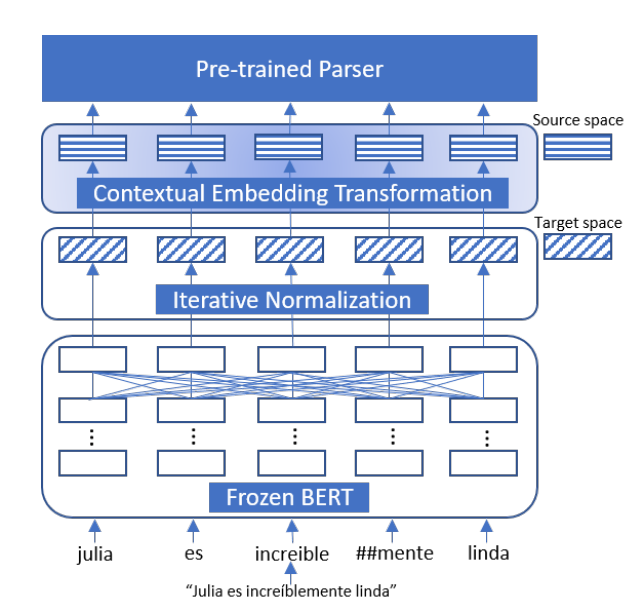 Pre-trained Parser
Source space
Contextual Embedding Transformation
Target space
Iterative Normalization
Frozen BERT
julia es increible ##mente linda
“Julia es increíblemente linda”